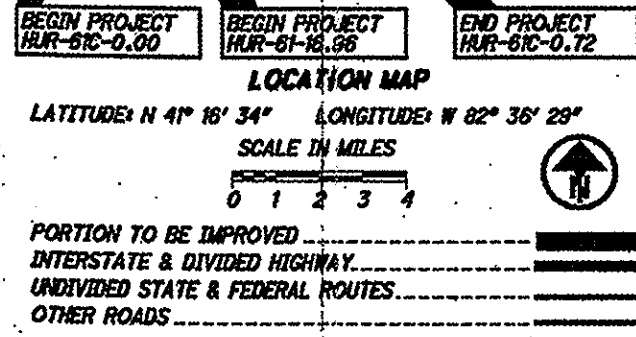 BEGIN PROJECT
HUR-61C-0.00
BEGIN PROJECT
HUR-61-16.96
END PROJECT
HUR-61C-0.72
LOCATION MAP
LATITUDE: N 41° 16' 34" LONGITUDE: W 82° 36' 29"
SCALE IN MILES
0 1 2 3 4
N
PORTION TO BE IMPROVED
INTERSTATE & DIVIDED HIGHWAY
UNDIVIDED STATE & FEDERAL ROUTES
OTHER ROADS